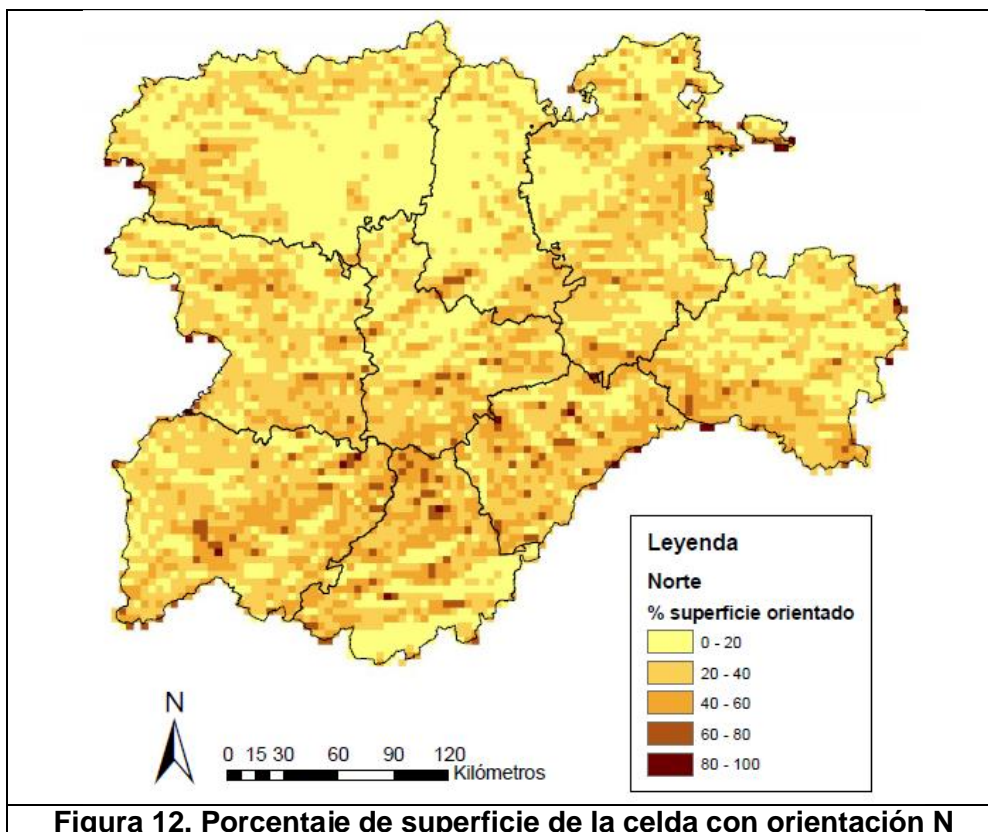 Leyenda
Norte
% superficie orientado
0 - 20
20 - 40
40 - 60
60 - 80
80 - 100
N
0 15 30 60 90 120
Kilómetros
Figura 12. Porcentaje de superficie de la celda con orientación N